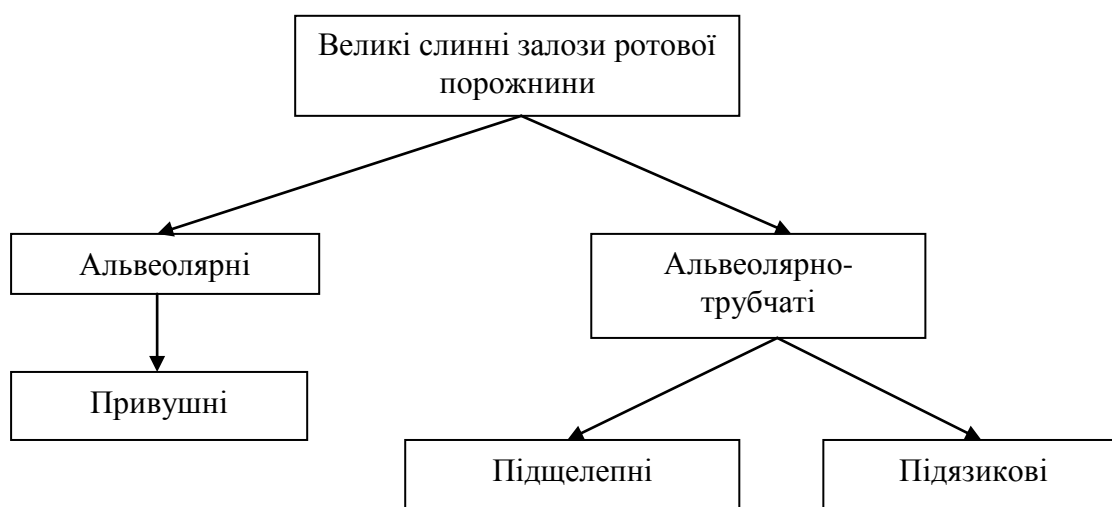 Великі слинні залози ротової
порожнини
Альвеолярні
Альвеолярно-
трубчаті
Привушні
Підщелепні
Підязикові